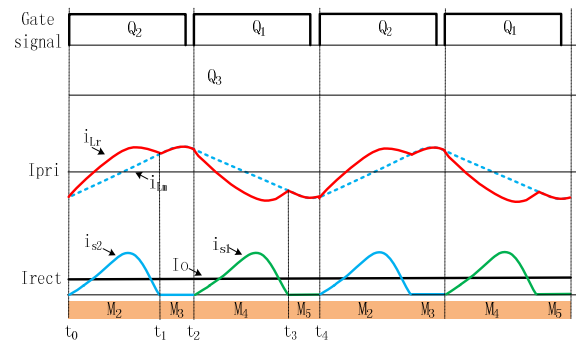 Gate signal
Q2 Q1 Q2 Q1
Q3
iLr
Ipri
iLm
is2 Io is1
Irect
M2 M3 M4 M5 M2 M3 M4 M5
t0 t1 t2 t3 t4